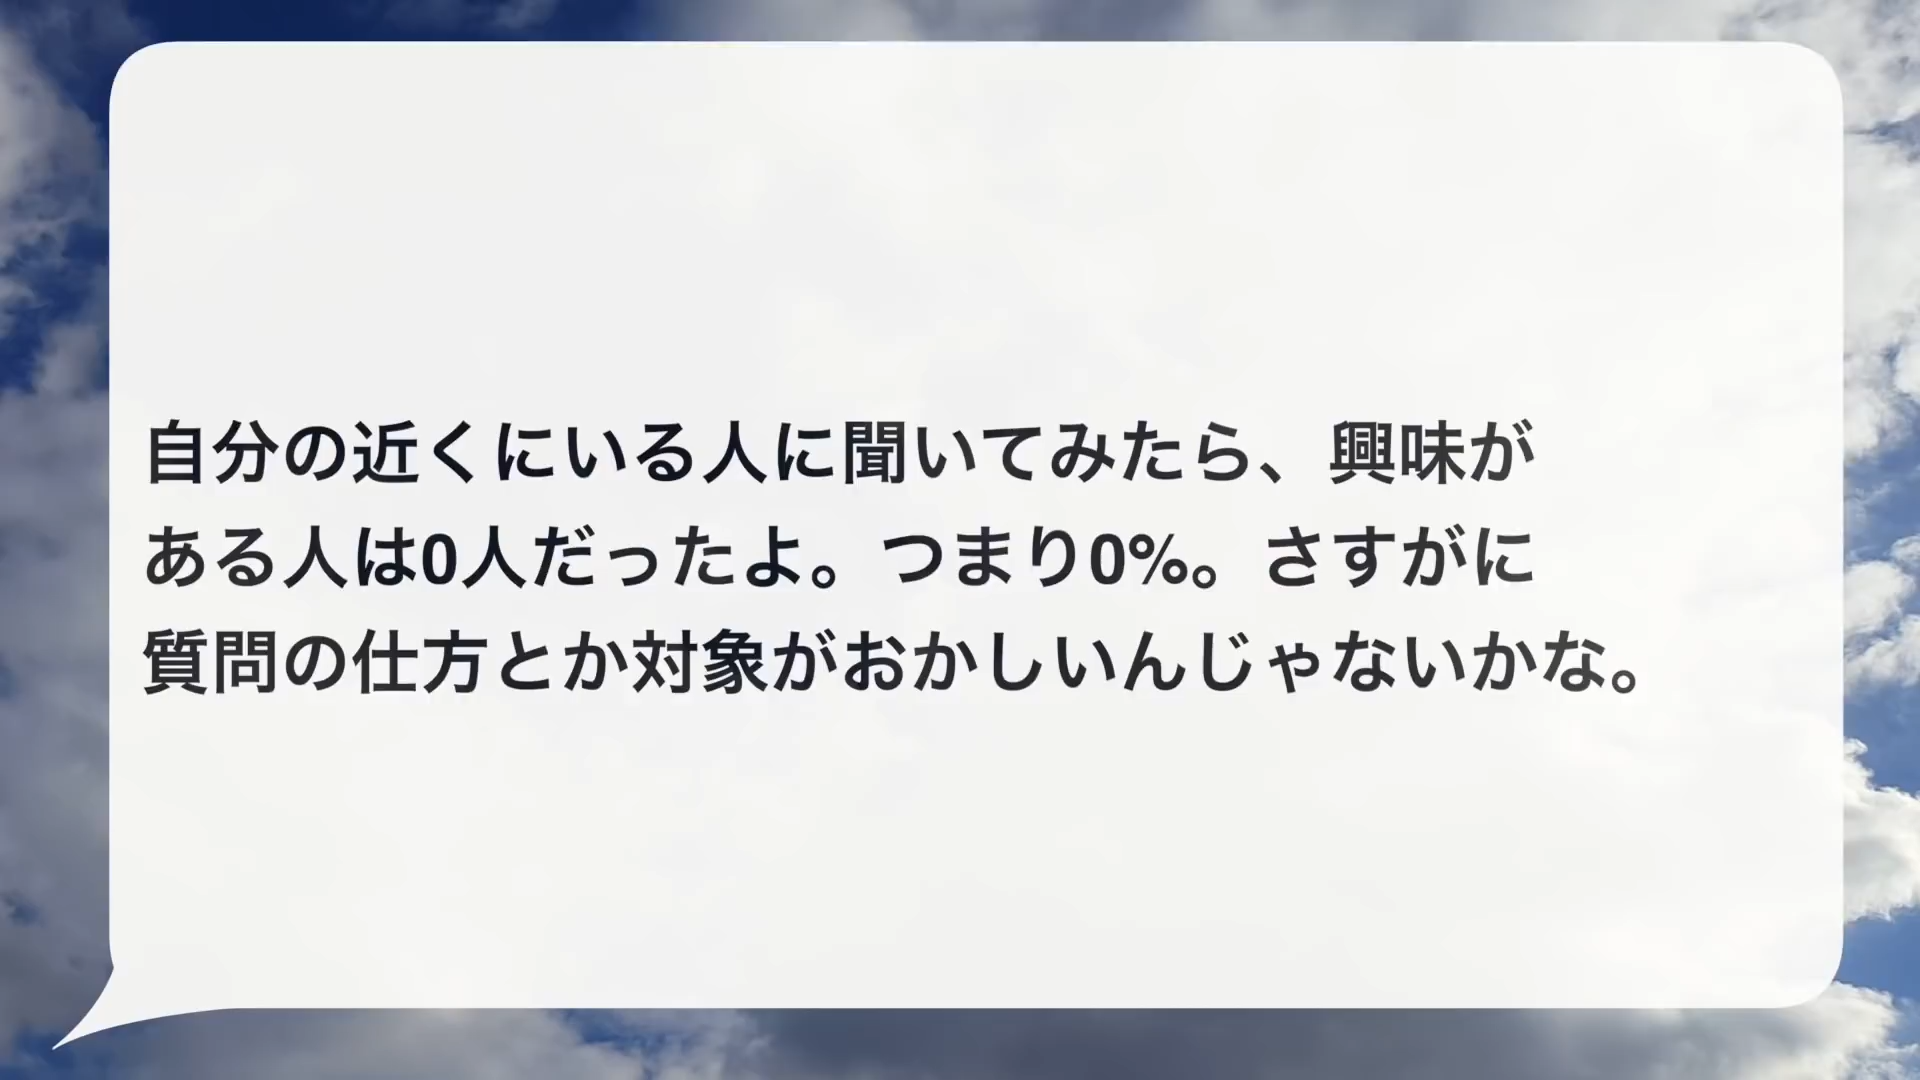 自分の近くにいる人に聞いてみたら、興味が
ある人は0人だったよ。つまり0%。さすがに
質問の仕方とか対象がおかしいんじゃないかな。